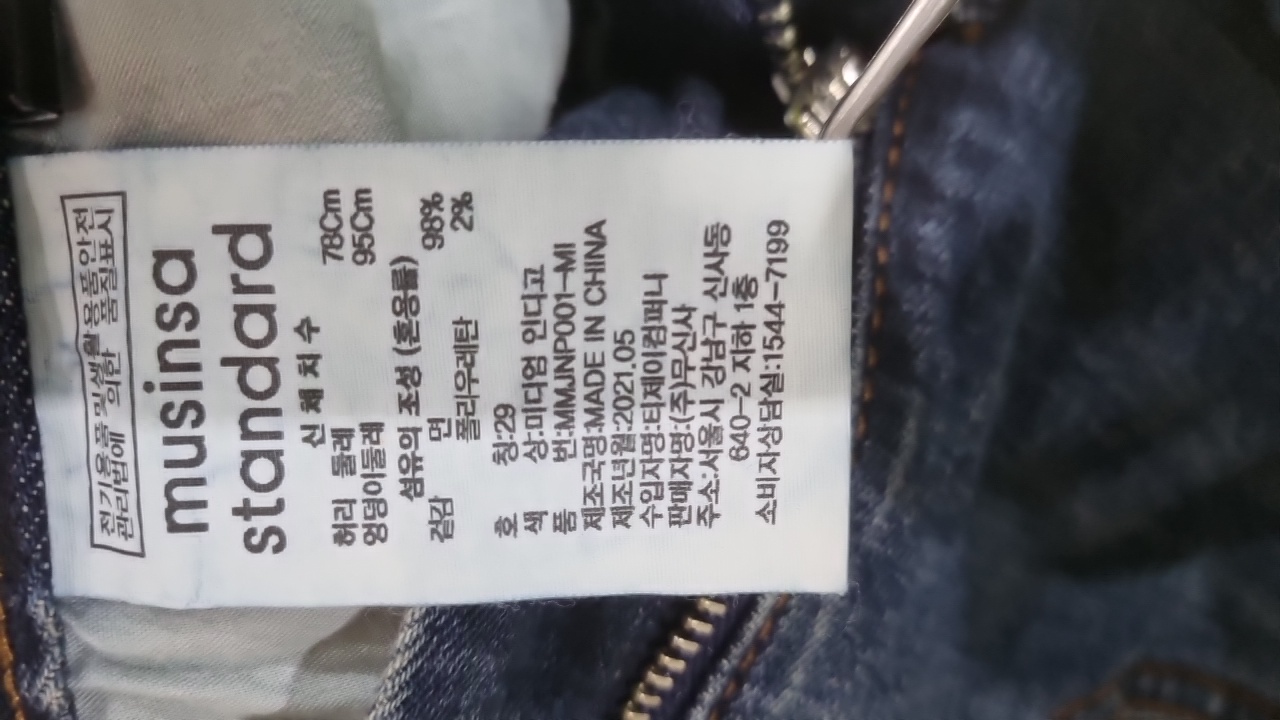 전기용품 및 생활용품 안전
관리법에 의한 품질표시
musinsa
standard
신 체 치 수
허리 둘레 78Cm
엉덩이둘레 95Cm
섬유의 조성 (혼용률)
겉감 면 98%
폴리우레탄 2%
호 칭:29
색 상:미디엄 인디고
품 번:MMJNP001-MI
제조국명:MADE IN CHINA
제조년월:2021.05
수입자명:티제이컴퍼니
판매자명:(주)무신사
주소:서울시 강남구 신사동
640-2 지하 1층
소비자상담실:1544-7199